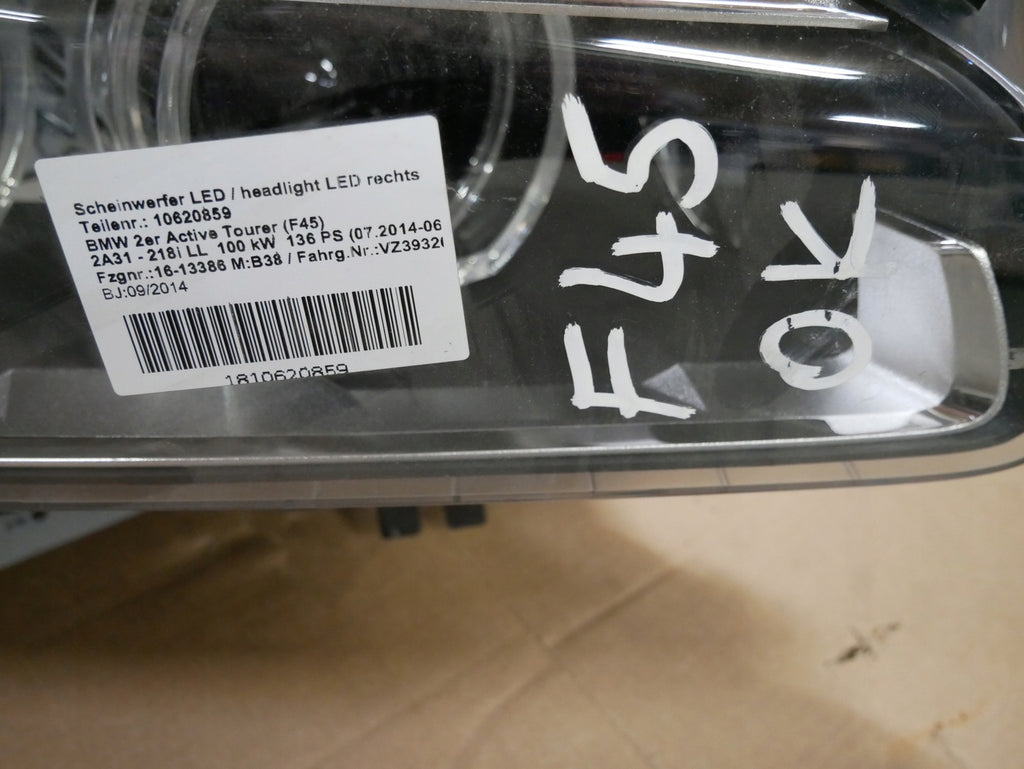 Scheinwerfer LED / headlight LED rechts
Teilenr.: 10620859
BMW 2er Active Tourer (F45)
2A31 - 218i LL 100 kW 136 PS (07.2014-06
Fzgnr.:16-13386 M:B38 / Fahrg.Nr.:VZ3932
BJ:09/2014
1810620859
F45
OK